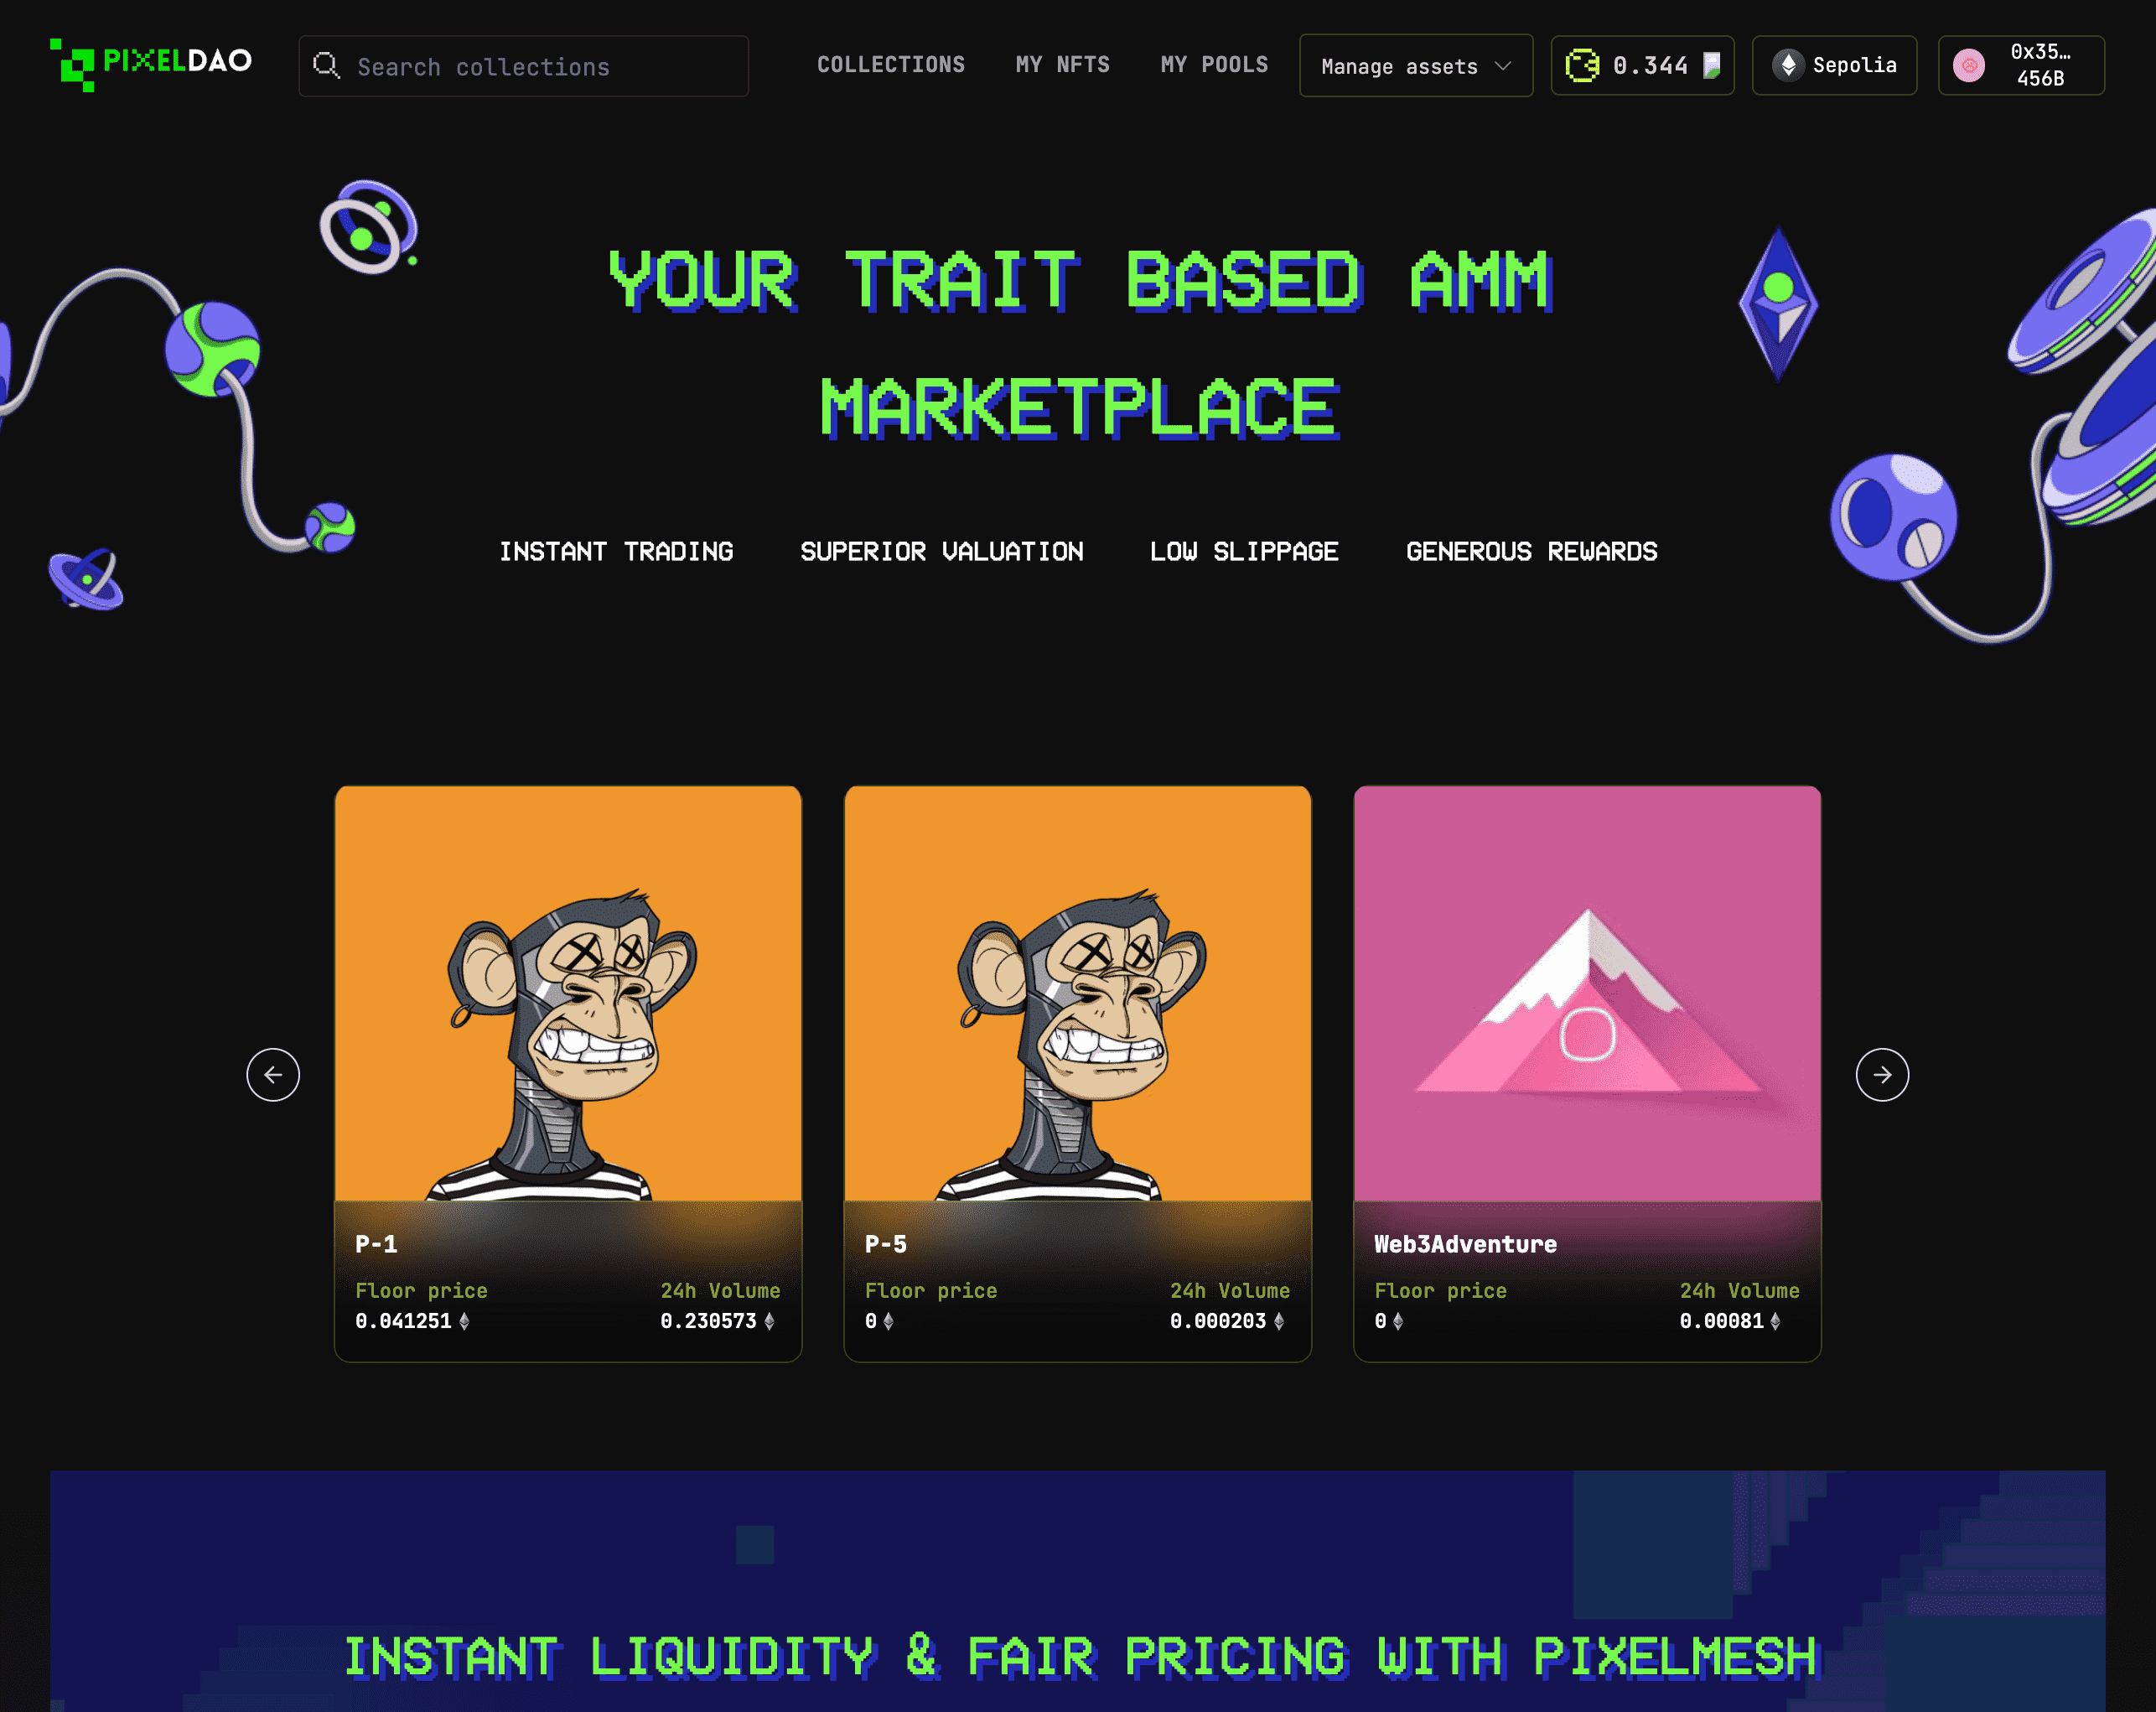 PIXELDAO
Search collections
COLLECTIONS
MY NFTS
MY POOLS
Manage assets
0.344
Sepolia
0x35…
456B
YOUR TRAIT BASED AMM
MARKETPLACE
INSTANT TRADING
SUPERIOR VALUATION
LOW SLIPPAGE
GENEROUS REWARDS
P-1
Floor price
24h Volume
0.041251
0.230573
P-5
Floor price
24h Volume
0
0.000203
Web3Adventure
Floor price
24h Volume
0
0.00081
INSTANT LIQUIDITY & FAIR PRICING WITH PIXELMESH